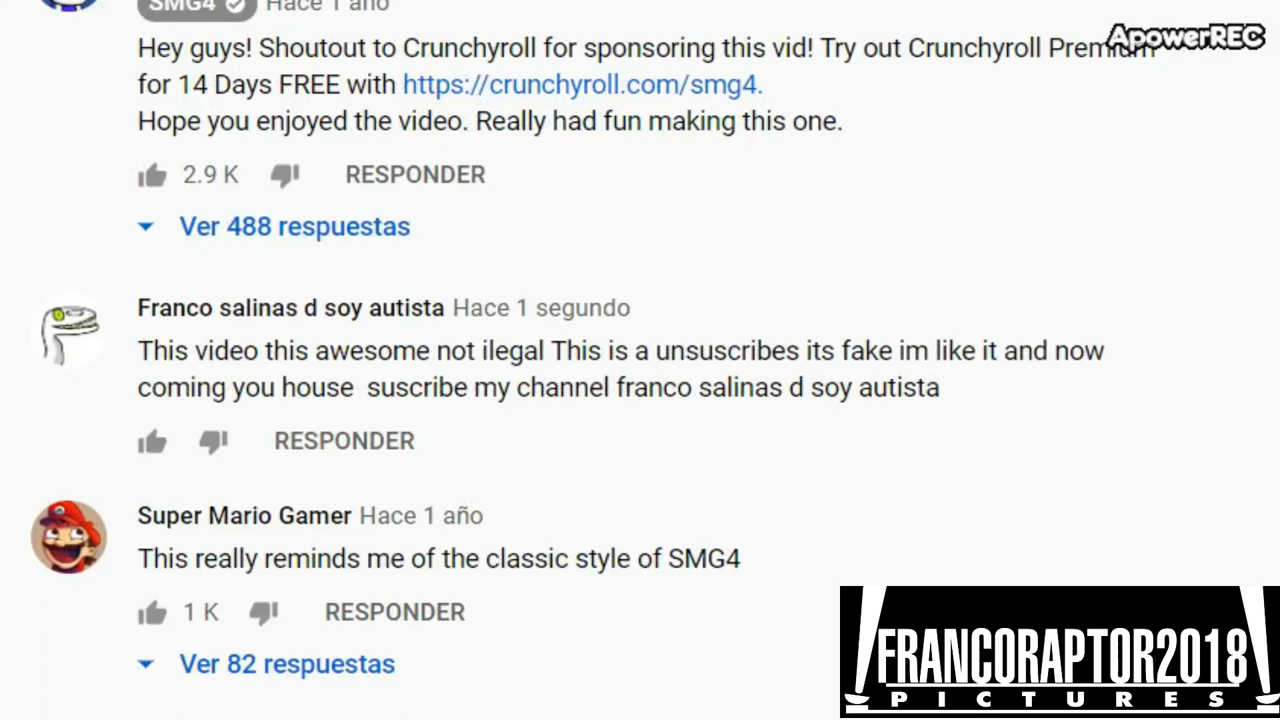 SMG4 Hace 1 año
ApowerREC
Hey guys! Shoutout to Crunchyroll for sponsoring this vid! Try out Crunchyroll Premium
for 14 Days FREE with https://crunchyroll.com/smg4.
Hope you enjoyed the video. Really had fun making this one.
2.9 K RESPONDER
Ver 488 respuestas
Franco salinas d soy autista Hace 1 segundo
This video this awesome not ilegal This is a unsuscribes its fake im like it and now
coming you house suscribe my channel franco salinas d soy autista
RESPONDER
Super Mario Gamer Hace 1 año
This really reminds me of the classic style of SMG4
1 K RESPONDER
Ver 82 respuestas
FRANCORAPTOR2018
PICTURES